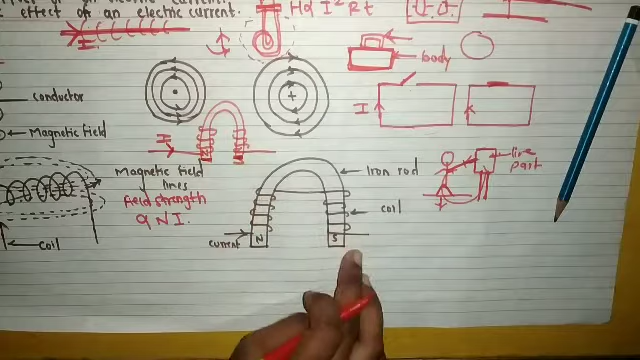 effect of an electric current.
H α I² R t
I
body
conductor
Magnetic field
I
I
N
Magnetic field
lines
field strength
α N I.
Iron rod
live
part
coil
coil
current
N
S